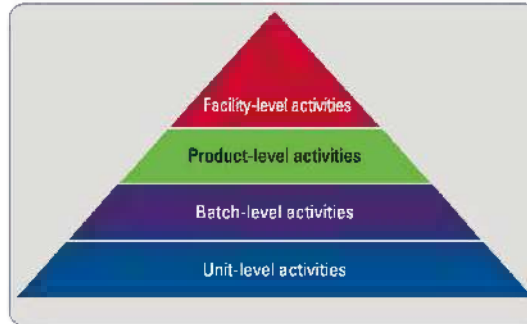 Facility-level activities
Product-level activities
Batch-level activities
Unit-level activities